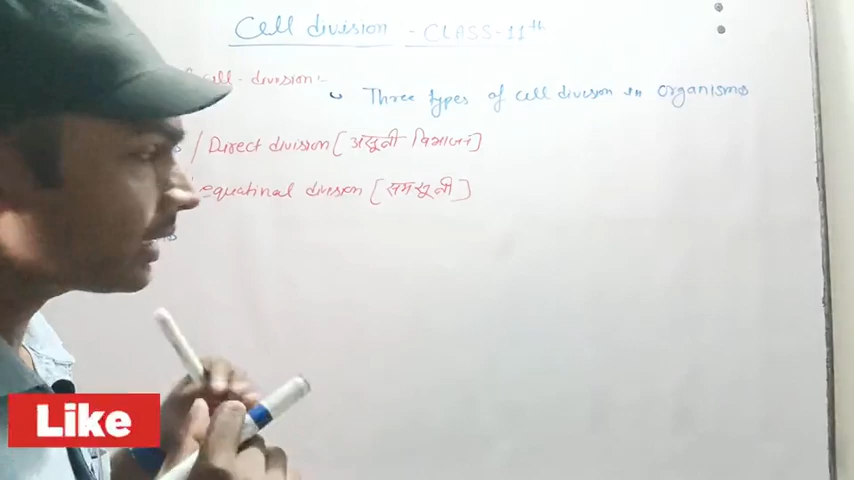 Cell division - CLASS-11th
cell-division:-
Three types of cell division in organisms
/ Direct division [असूत्री विभाजन]
equatinal division [समसूत्री]
Like